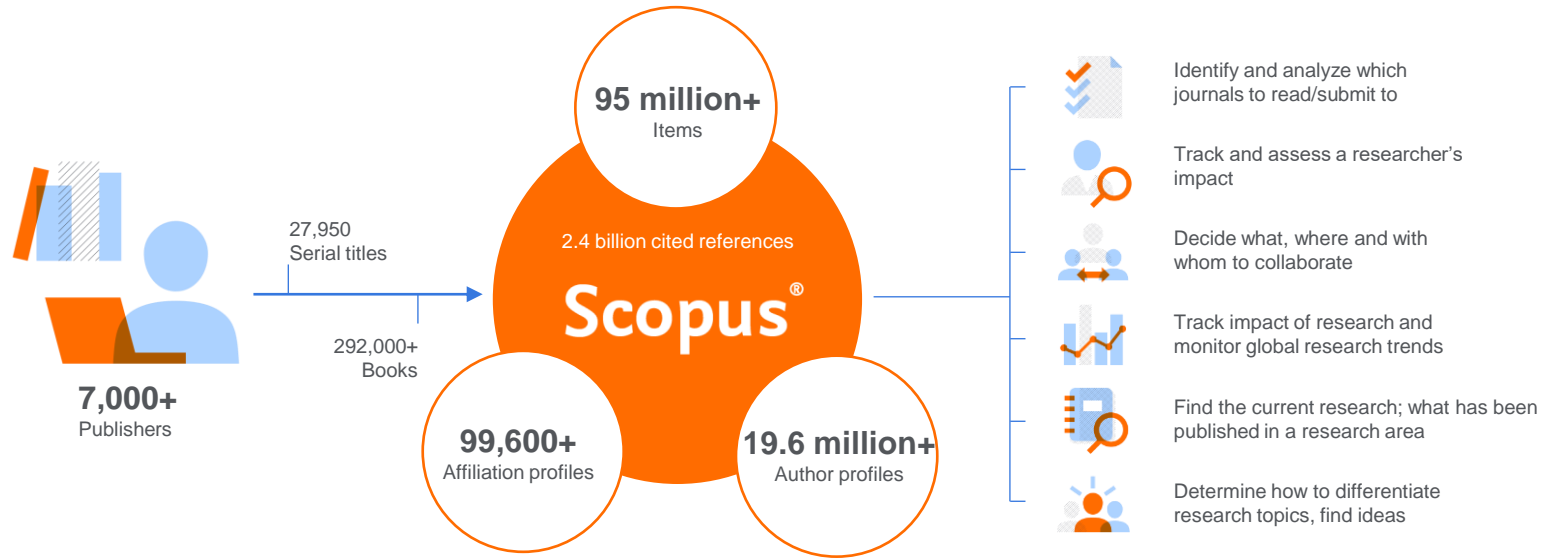 7,000+
Publishers
27,950
Serial titles
292,000+
Books
95 million+
Items
2.4 billion cited references
Scopus®
99,600+
Affiliation profiles
19.6 million+
Author profiles
Identify and analyze which
journals to read/submit to
Track and assess a researcher’s
impact
Decide what, where and with
whom to collaborate
Track impact of research and
monitor global research trends
Find the current research; what has been
published in a research area
Determine how to differentiate
research topics, find ideas